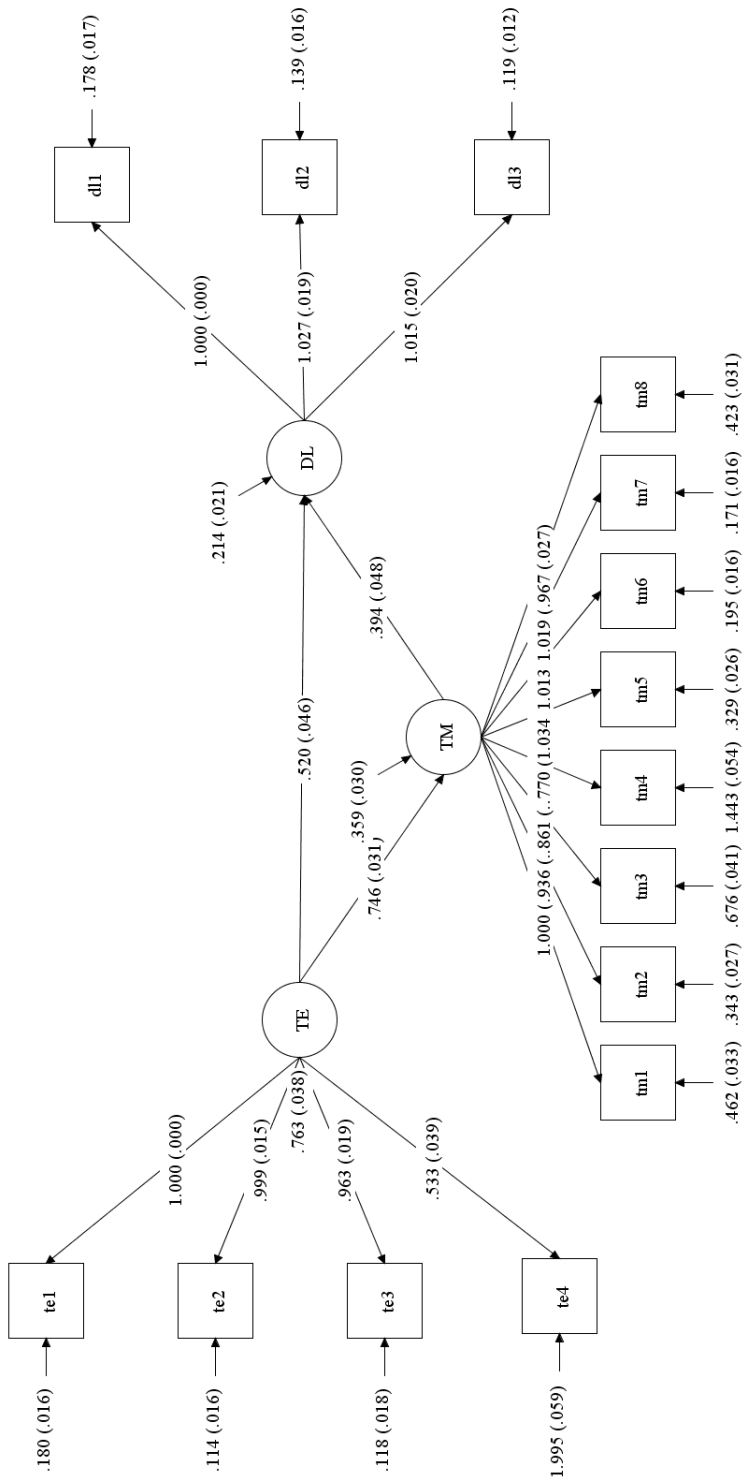 .180 (.016)
te1
.114 (.016)
te2
.118 (.018)
te3
1.995 (.059)
te4
1.000 (.000)
.999 (.015)
.763 (.038)
.963 (.019)
.533 (.039)
TE
.520 (.046)
.746 (.031)
.359 (.030)
TM
.394 (.048)
.214 (.021)
DL
1.000 (.000)
1.027 (.019)
1.015 (.020)
dl1
.178 (.017)
dl2
.139 (.016)
dl3
.119 (.012)
1.000 (.936 (.861 (.770 (1.034 1.013 1.019 (.967 (.027)
tm1
tm2
tm3
tm4
tm5
tm6
tm7
tm8
.462 (.033)
.343 (.027)
.676 (.041)
1.443 (.054)
.329 (.026)
.195 (.016)
.171 (.016)
.423 (.031)